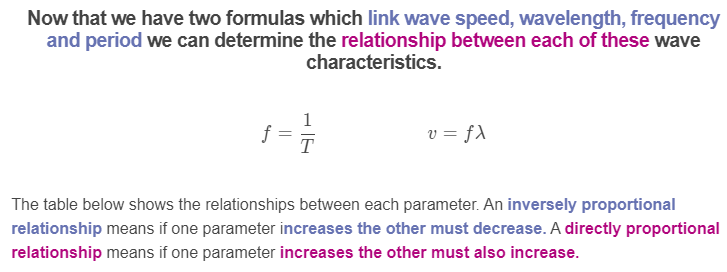 Now that we have two formulas which link wave speed, wavelength, frequency
and period we can determine the relationship between each of these wave
characteristics.
f = 1/T    v = fλ
The table below shows the relationships between each parameter. An inversely proportional
relationship means if one parameter increases the other must decrease. A directly proportional
relationship means if one parameter increases the other must also increase.